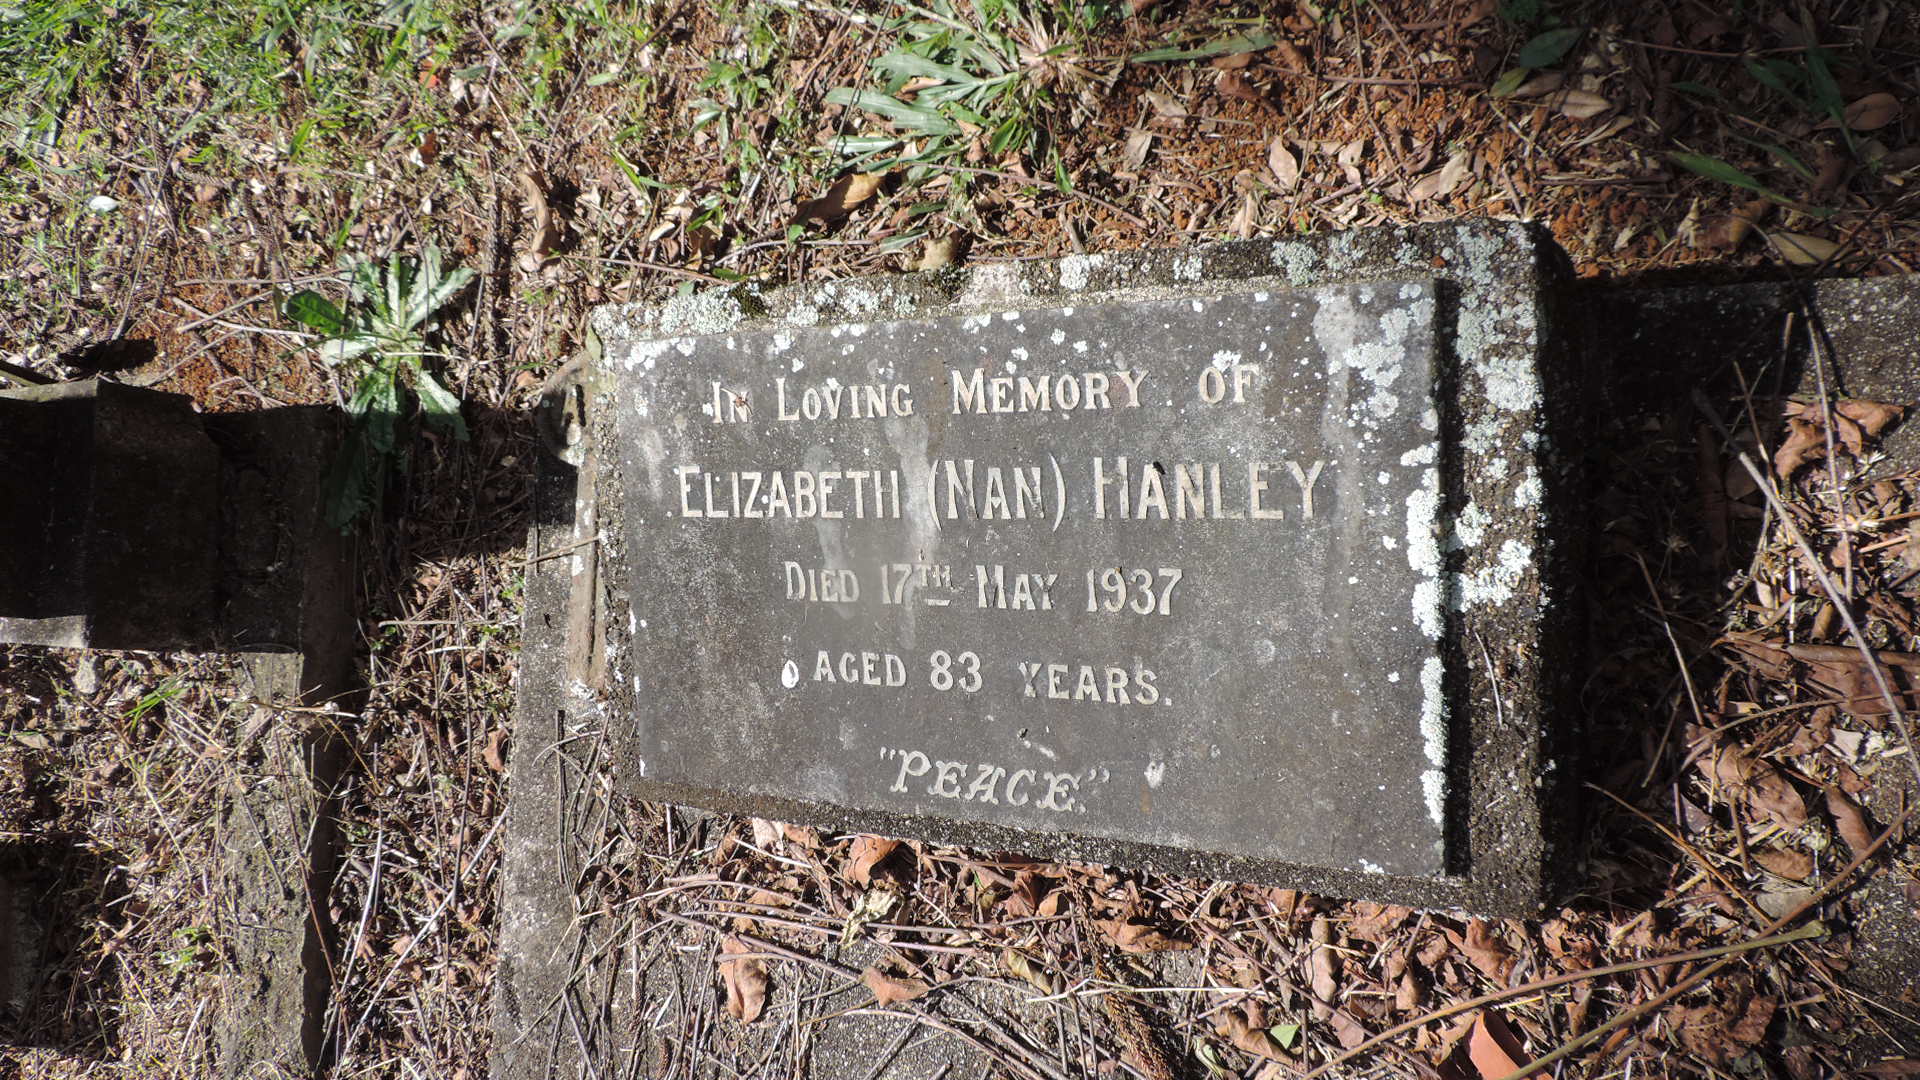 IN LOVING MEMORY OF
ELIZABETH (NAN) HANLEY
DIED 17TH MAY 1937
AGED 83 YEARS.
"PEACE."